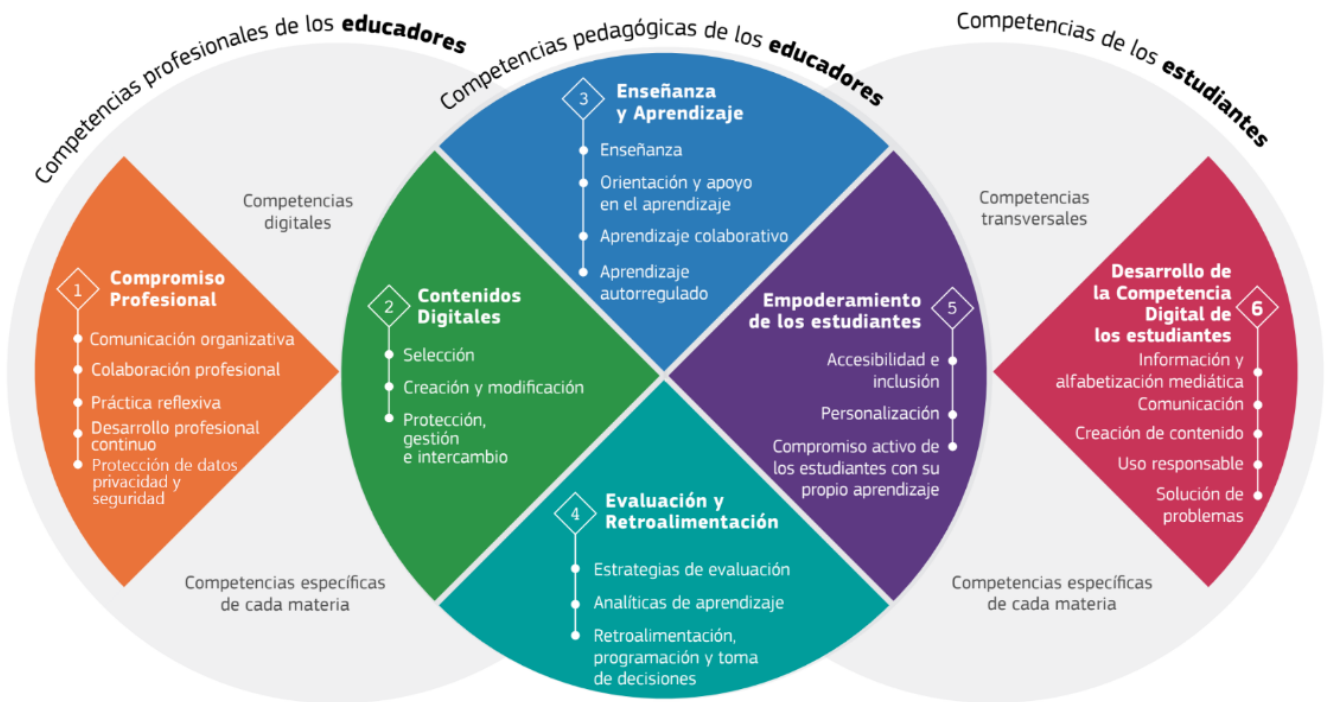 Competencias profesionales de los educadores
Competencias pedagógicas de los educadores
Competencias de los estudiantes
Competencias
digitales
Competencias
transversales
1
Compromiso
Profesional
Comunicación organizativa
Colaboración profesional
Práctica reflexiva
Desarrollo profesional
continuo
Protección de datos
privacidad y
seguridad
2
Contenidos
Digitales
Selección
Creación y modificación
Protección,
gestión
e intercambio
3
Enseñanza
y Aprendizaje
Enseñanza
Orientación y apoyo
en el aprendizaje
Aprendizaje colaborativo
Aprendizaje
autorregulado
4
Evaluación y
Retroalimentación
Estrategias de evaluación
Analíticas de aprendizaje
Retroalimentación,
programación y toma
de decisiones
5
Empoderamiento
de los estudiantes
Accesibilidad e
inclusión
Personalización
Compromiso activo de
los estudiantes con su
propio aprendizaje
6
Desarrollo de
la Competencia
Digital de
los estudiantes
Información y
alfabetización mediática
Comunicación
Creación de contenido
Uso responsable
Solución de
problemas
Competencias específicas
de cada materia
Competencias específicas
de cada materia